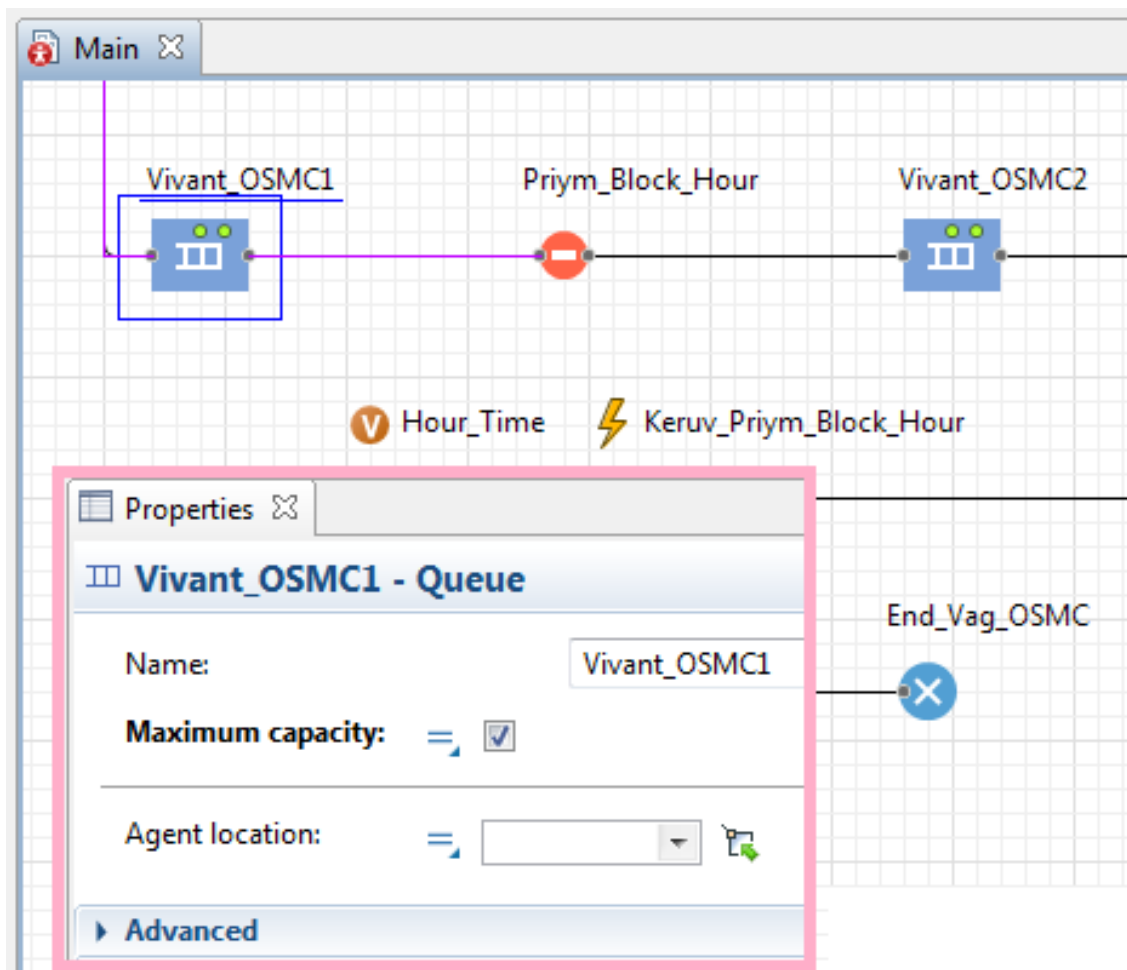 Main
Vivant_OSMC1
Priym_Block_Hour
Vivant_OSMC2
Hour_Time
Keruv_Priym_Block_Hour
Properties
Vivant_OSMC1 - Queue
End_Vag_OSMC
Name:
Vivant_OSMC1
Maximum capacity:
Agent location:
Advanced